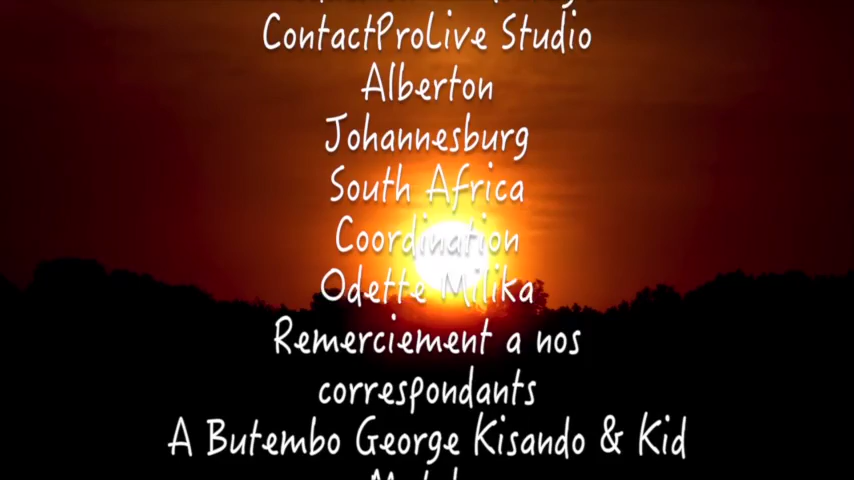 ContactProLive Studio
Alberton
Johannesburg
South Africa
Coordination
Odette Milika
Remerciement a nos
correspondants
A Butembo George Kisando & Kid